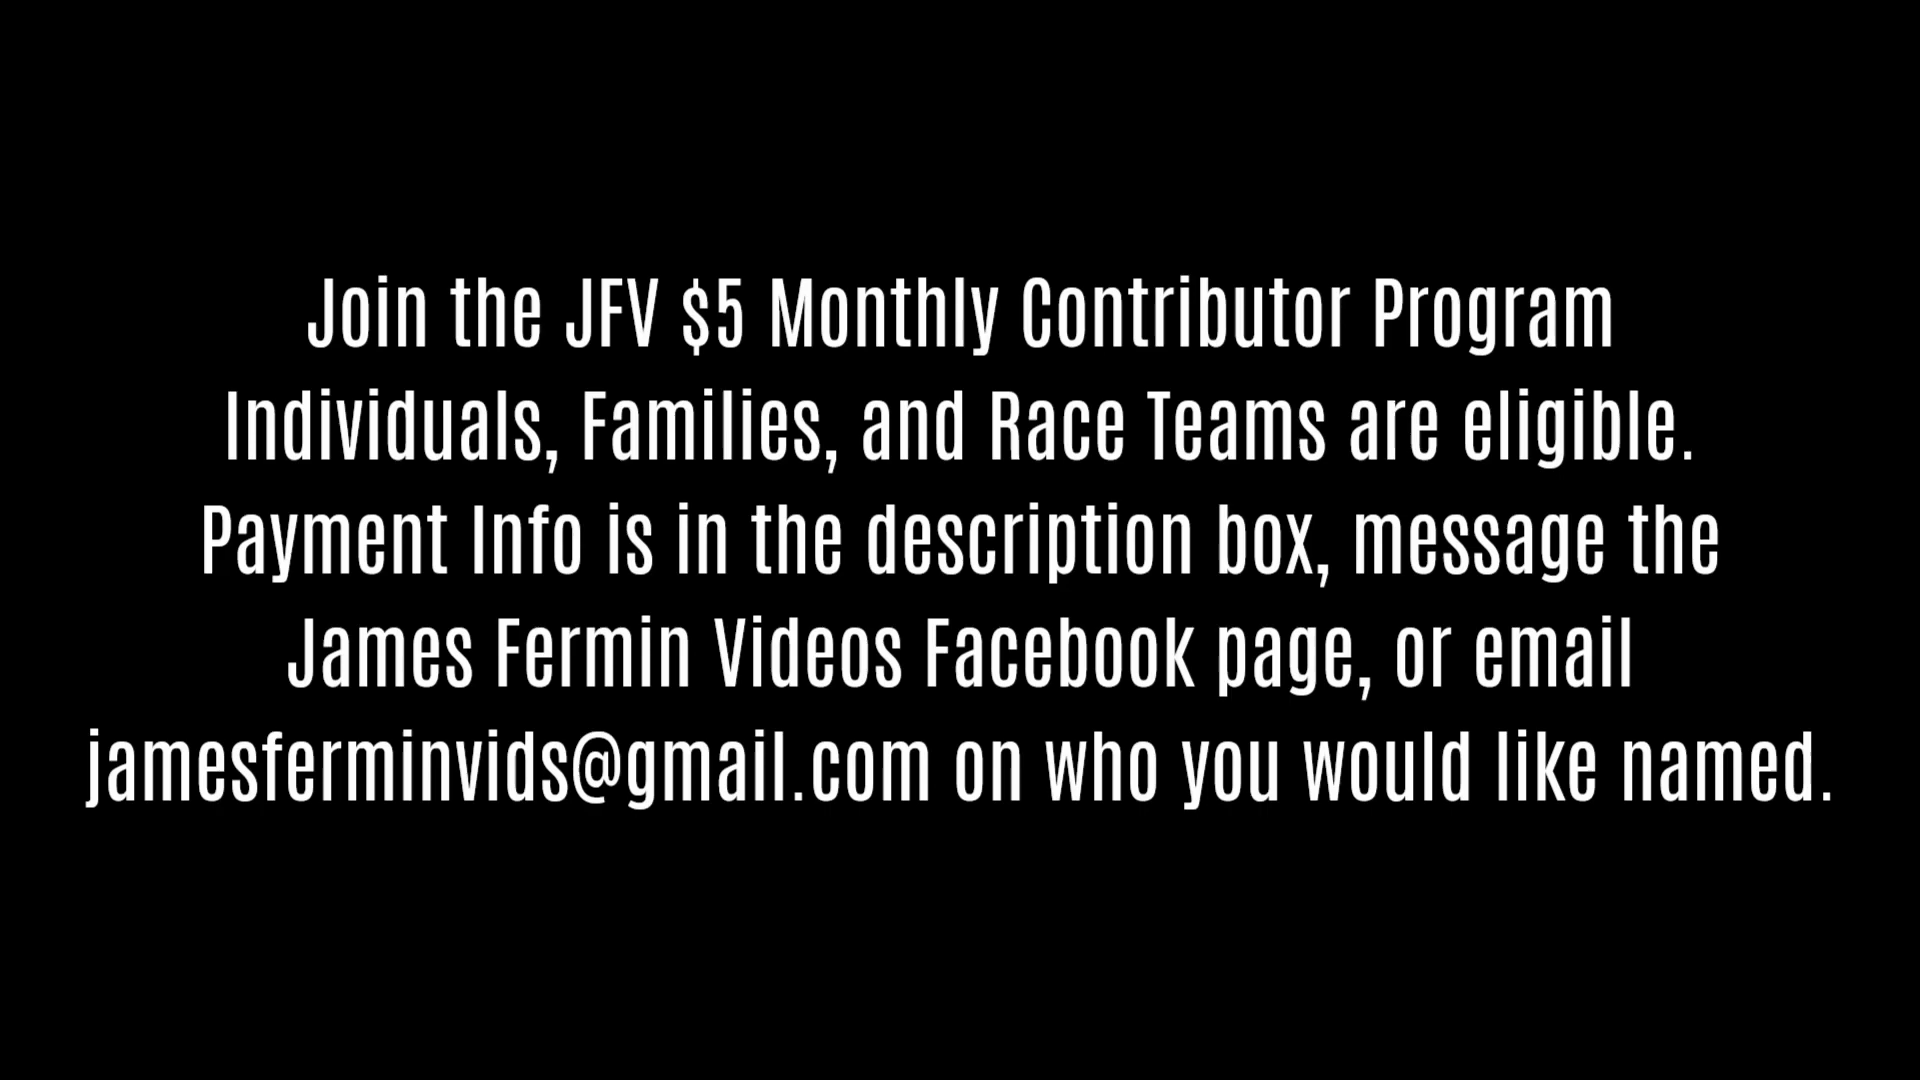 Join the JFV $5 Monthly Contributor Program
Individuals, Families, and Race Teams are eligible.
Payment Info is in the description box, message the
James Fermin Videos Facebook page, or email
jamesferminvids@gmail.com on who you would like named.